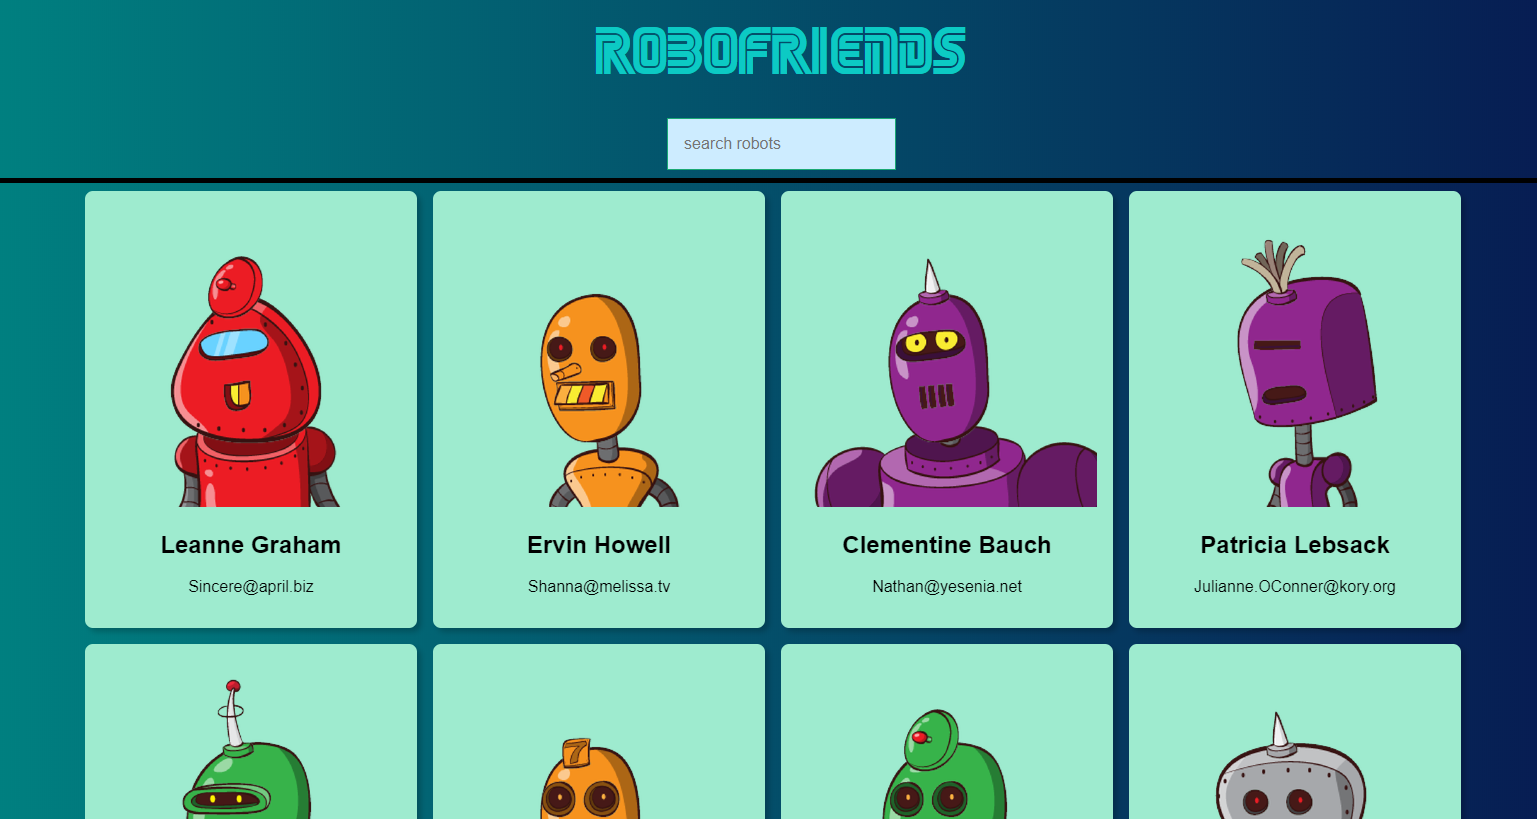 ROBOFRIENDS
search robots
Leanne Graham
Sincere@april.biz
Ervin Howell
Shanna@melissa.tv
Clementine Bauch
Nathan@yesenia.net
Patricia Lebsack
Julianne.OConner@kory.org
7